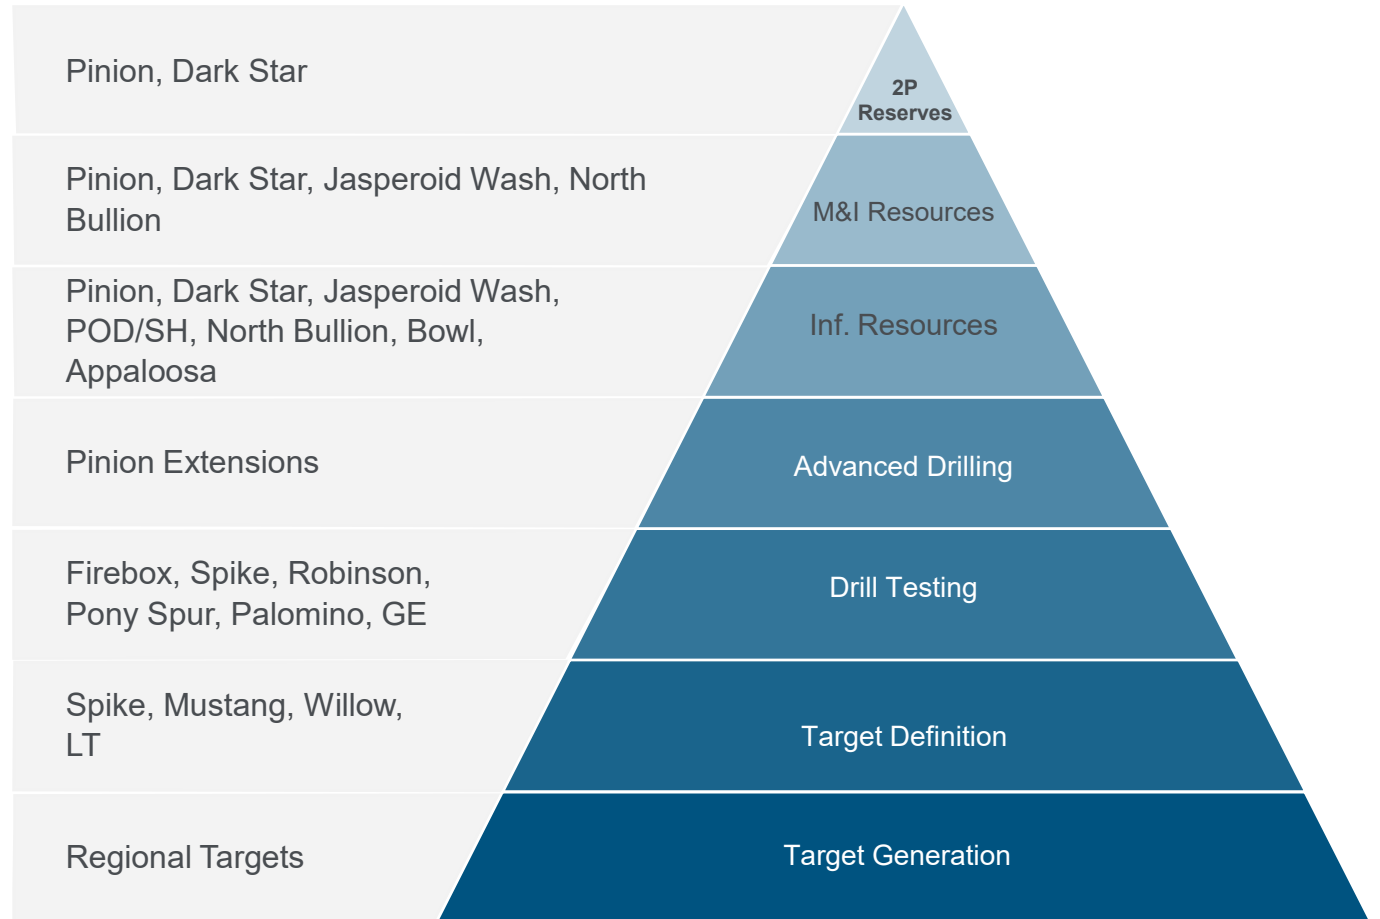 Pinion, Dark Star
2P
Reserves
Pinion, Dark Star, Jasperoid Wash, North
Bullion
M&I Resources
Pinion, Dark Star, Jasperoid Wash,
POD/SH, North Bullion, Bowl,
Appaloosa
Inf. Resources
Pinion Extensions
Advanced Drilling
Firebox, Spike, Robinson,
Pony Spur, Palomino, GE
Drill Testing
Spike, Mustang, Willow,
LT
Target Definition
Regional Targets
Target Generation